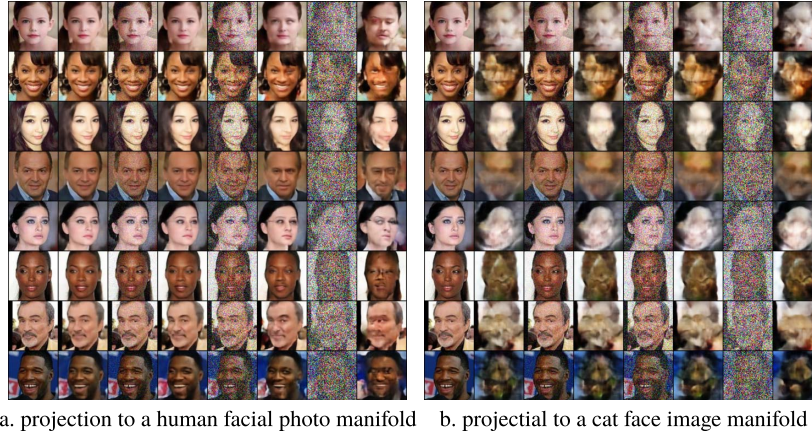 a. projection to a human facial photo manifold
b. projectial to a cat face image manifold